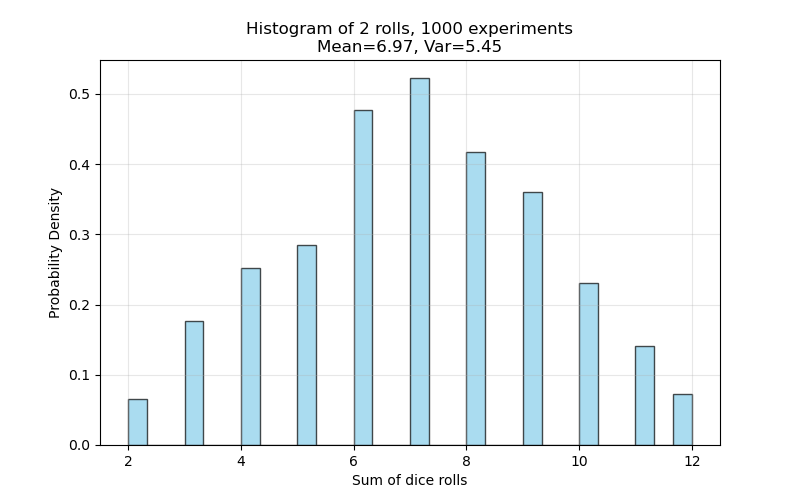 Histogram of 2 rolls, 1000 experiments
Mean=6.97, Var=5.45
Probability Density
0.5
0.4
0.3
0.2
0.1
0.0
2 4 6 8 10 12
Sum of dice rolls